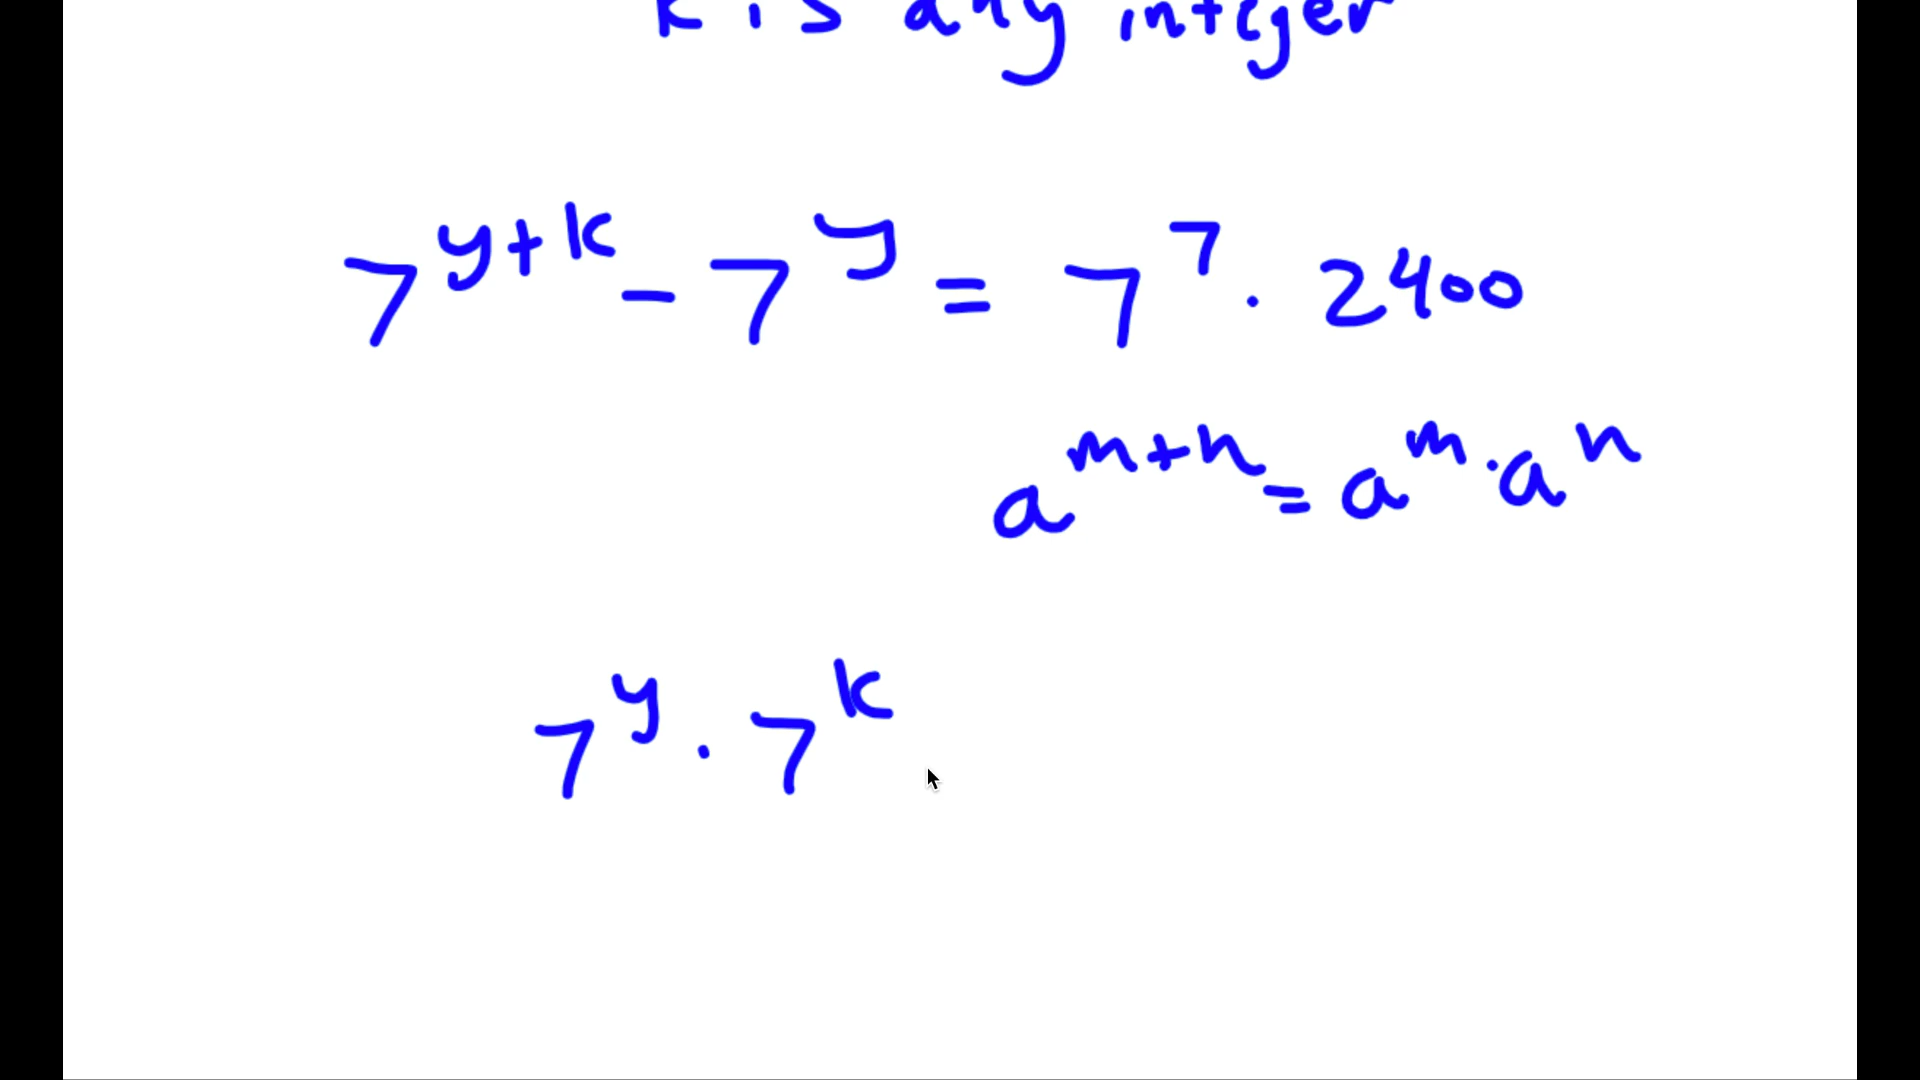 k is any integer
7^{y+k} - 7^y = 7^7 · 2400
a^{m+n} = a^m · a^n
7^y · 7^k